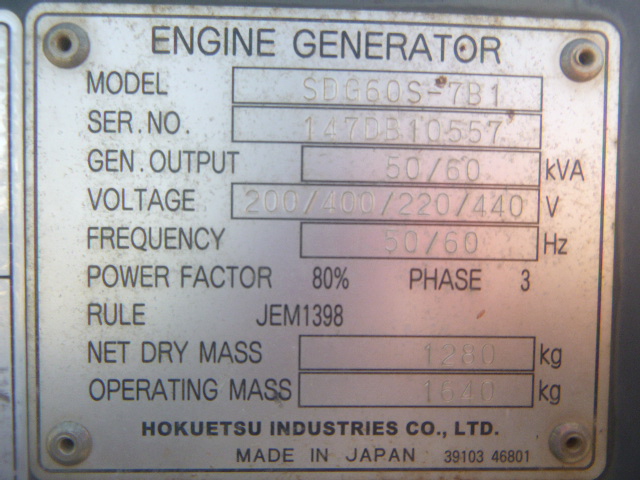 ENGINE GENERATOR
MODEL SDG60S-7B1
SER.NO. 147DB10557
GEN.OUTPUT 50/60 kVA
VOLTAGE 200/400/220/440 V
FREQUENCY 50/60 Hz
POWER FACTOR 80% PHASE 3
RULE JEM1398
NET DRY MASS 1280 kg
OPERATING MASS 1640 kg
HOKUETSU INDUSTRIES CO., LTD.
MADE IN JAPAN 39103 46801